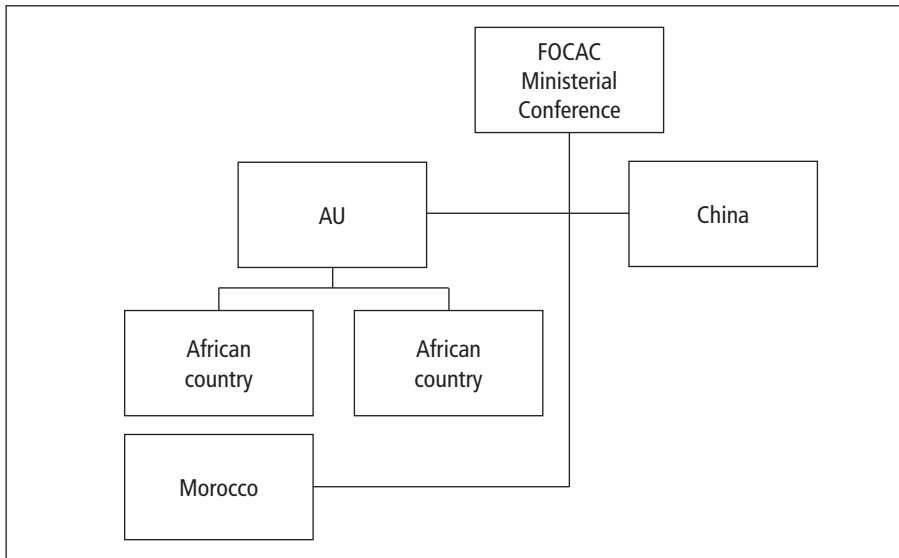 FOCAC
Ministerial
Conference
AU
China
African
country
African
country
Morocco